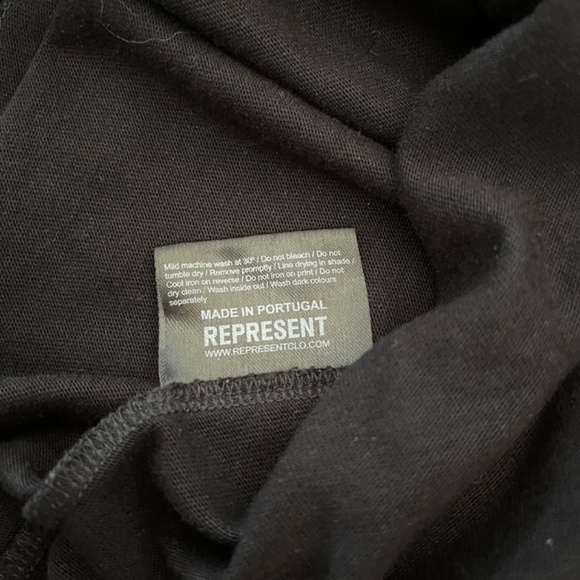 Mild machine wash at 30° / Do not bleach / Do not
tumble dry / Remove promptly / Line drying in shade /
Cool iron on reverse / Do not iron on print / Do not
dry clean / Wash inside out / Wash dark colours
separately
MADE IN PORTUGAL
REPRESENT
WWW.REPRESENTCLO.COM